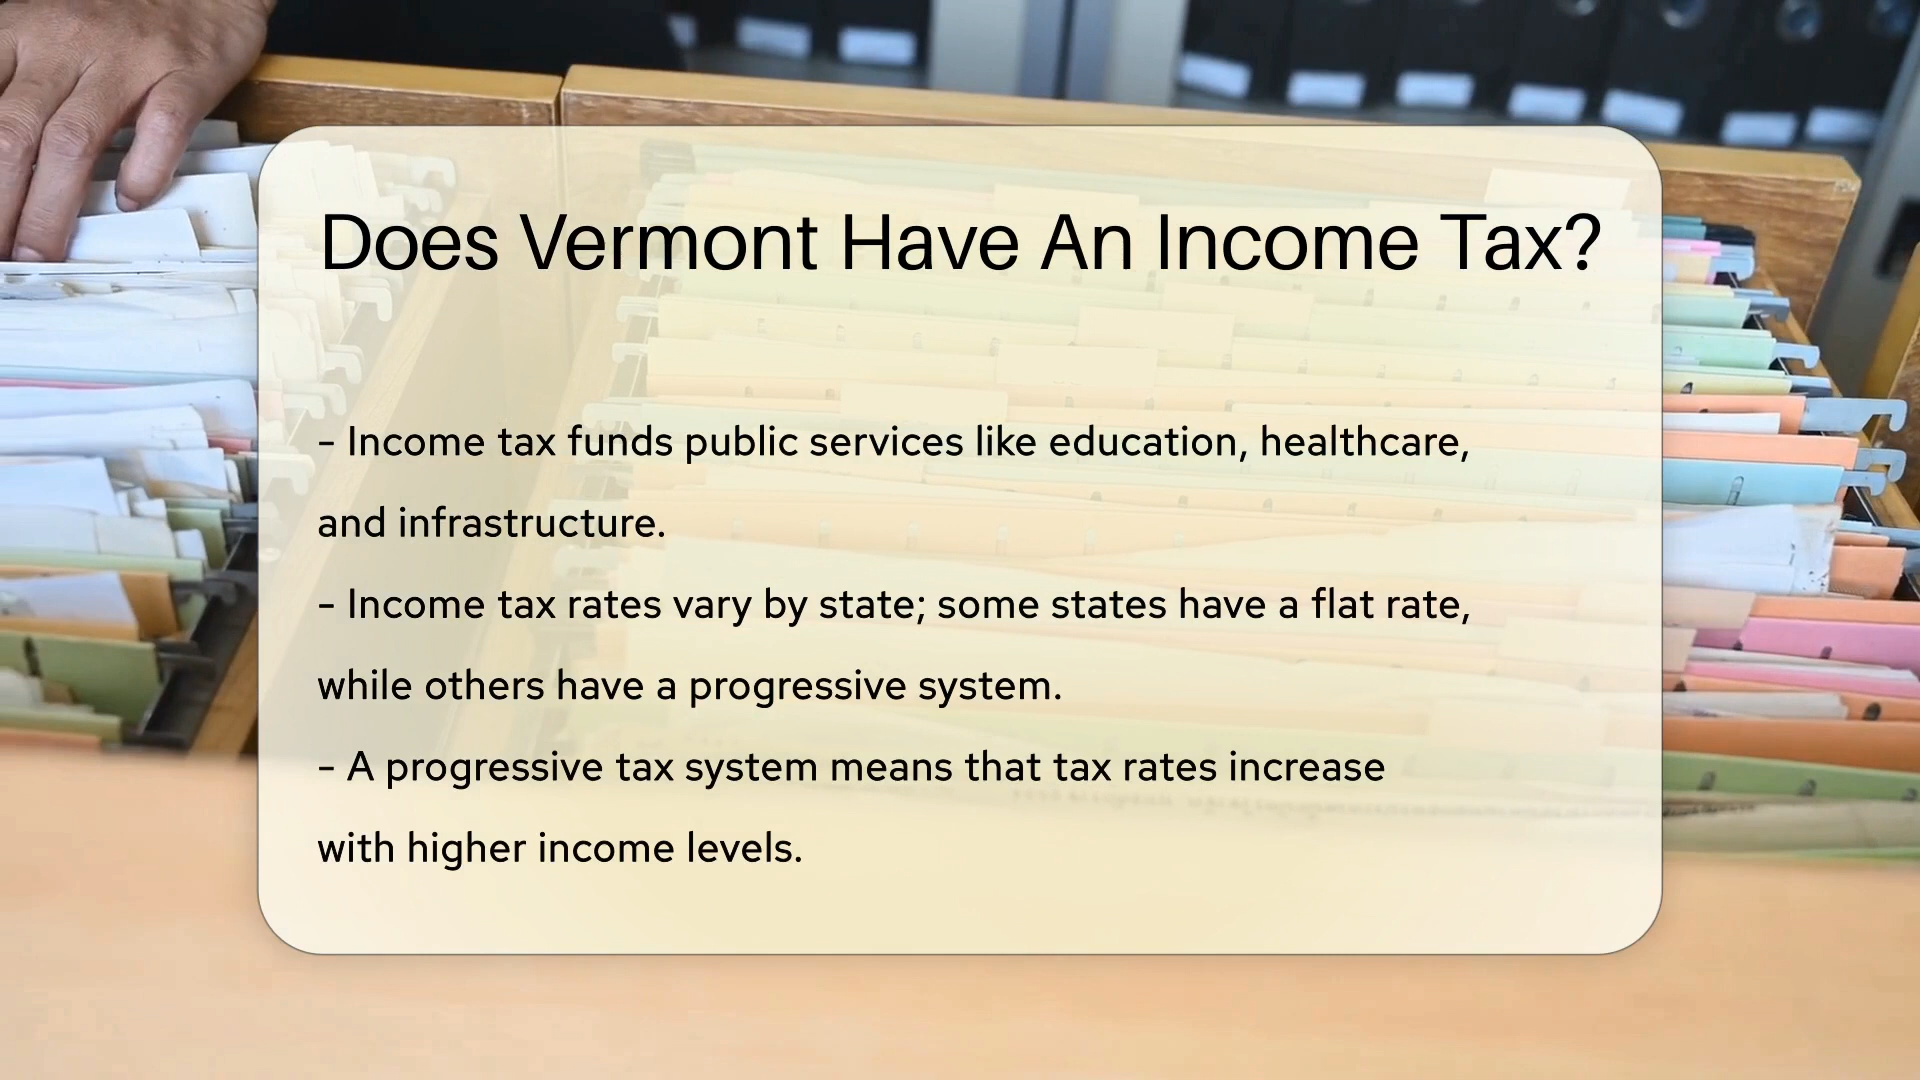 Does Vermont Have An Income Tax?
- Income tax funds public services like education, healthcare,
and infrastructure.
- Income tax rates vary by state; some states have a flat rate,
while others have a progressive system.
- A progressive tax system means that tax rates increase
with higher income levels.